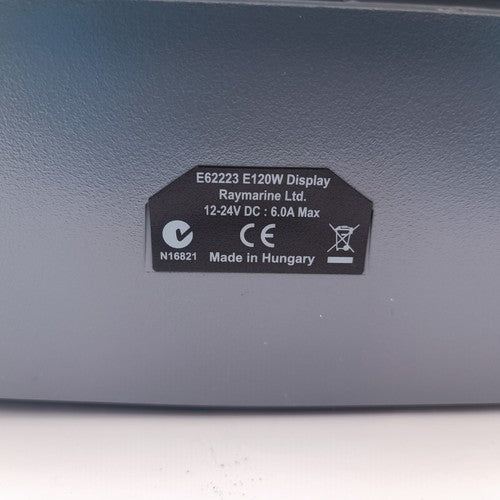 E62223 E120W Display
Raymarine Ltd.
12-24V DC : 6.0A Max
CE
N16821 Made in Hungary